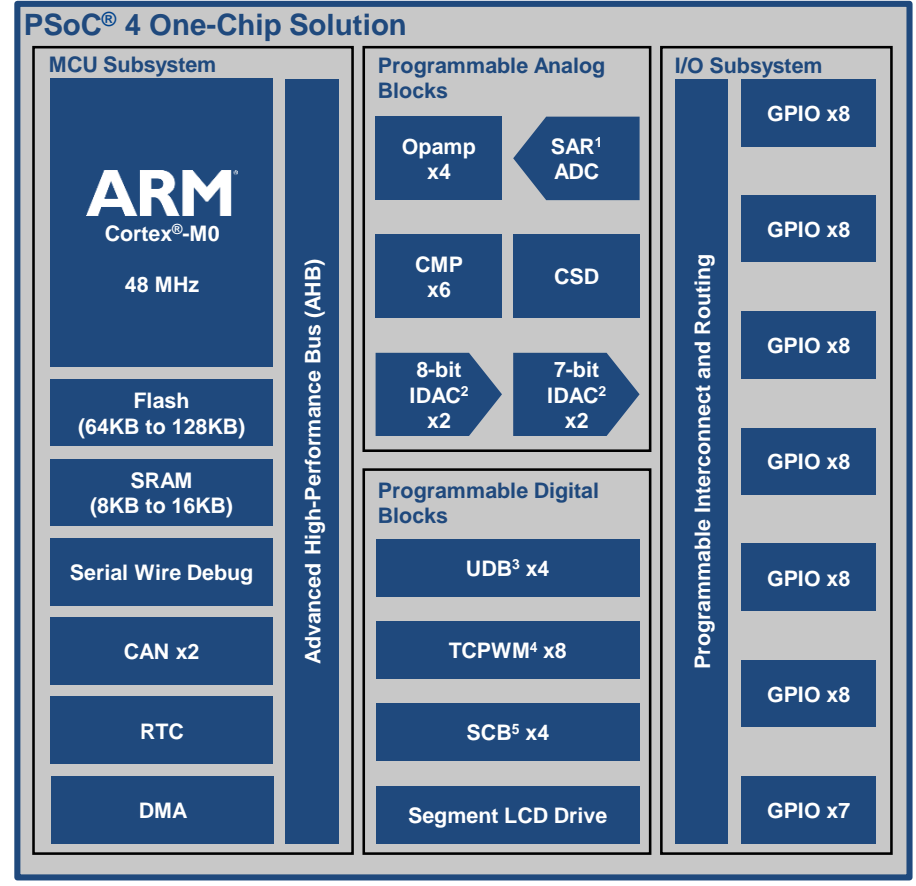 PSoC® 4 One-Chip Solution
MCU Subsystem
ARM®
Cortex®-M0
48 MHz
Flash
(64KB to 128KB)
SRAM
(8KB to 16KB)
Serial Wire Debug
CAN x2
RTC
DMA
Advanced High-Performance Bus (AHB)
Programmable Analog
Blocks
Opamp
x4
SAR¹
ADC
CMP
x6
CSD
8-bit
IDAC²
x2
7-bit
IDAC²
x2
Programmable Digital
Blocks
UDB³ x4
TCPWM⁴ x8
SCB⁵ x4
Segment LCD Drive
I/O Subsystem
Programmable Interconnect and Routing
GPIO x8
GPIO x8
GPIO x8
GPIO x8
GPIO x8
GPIO x8
GPIO x7